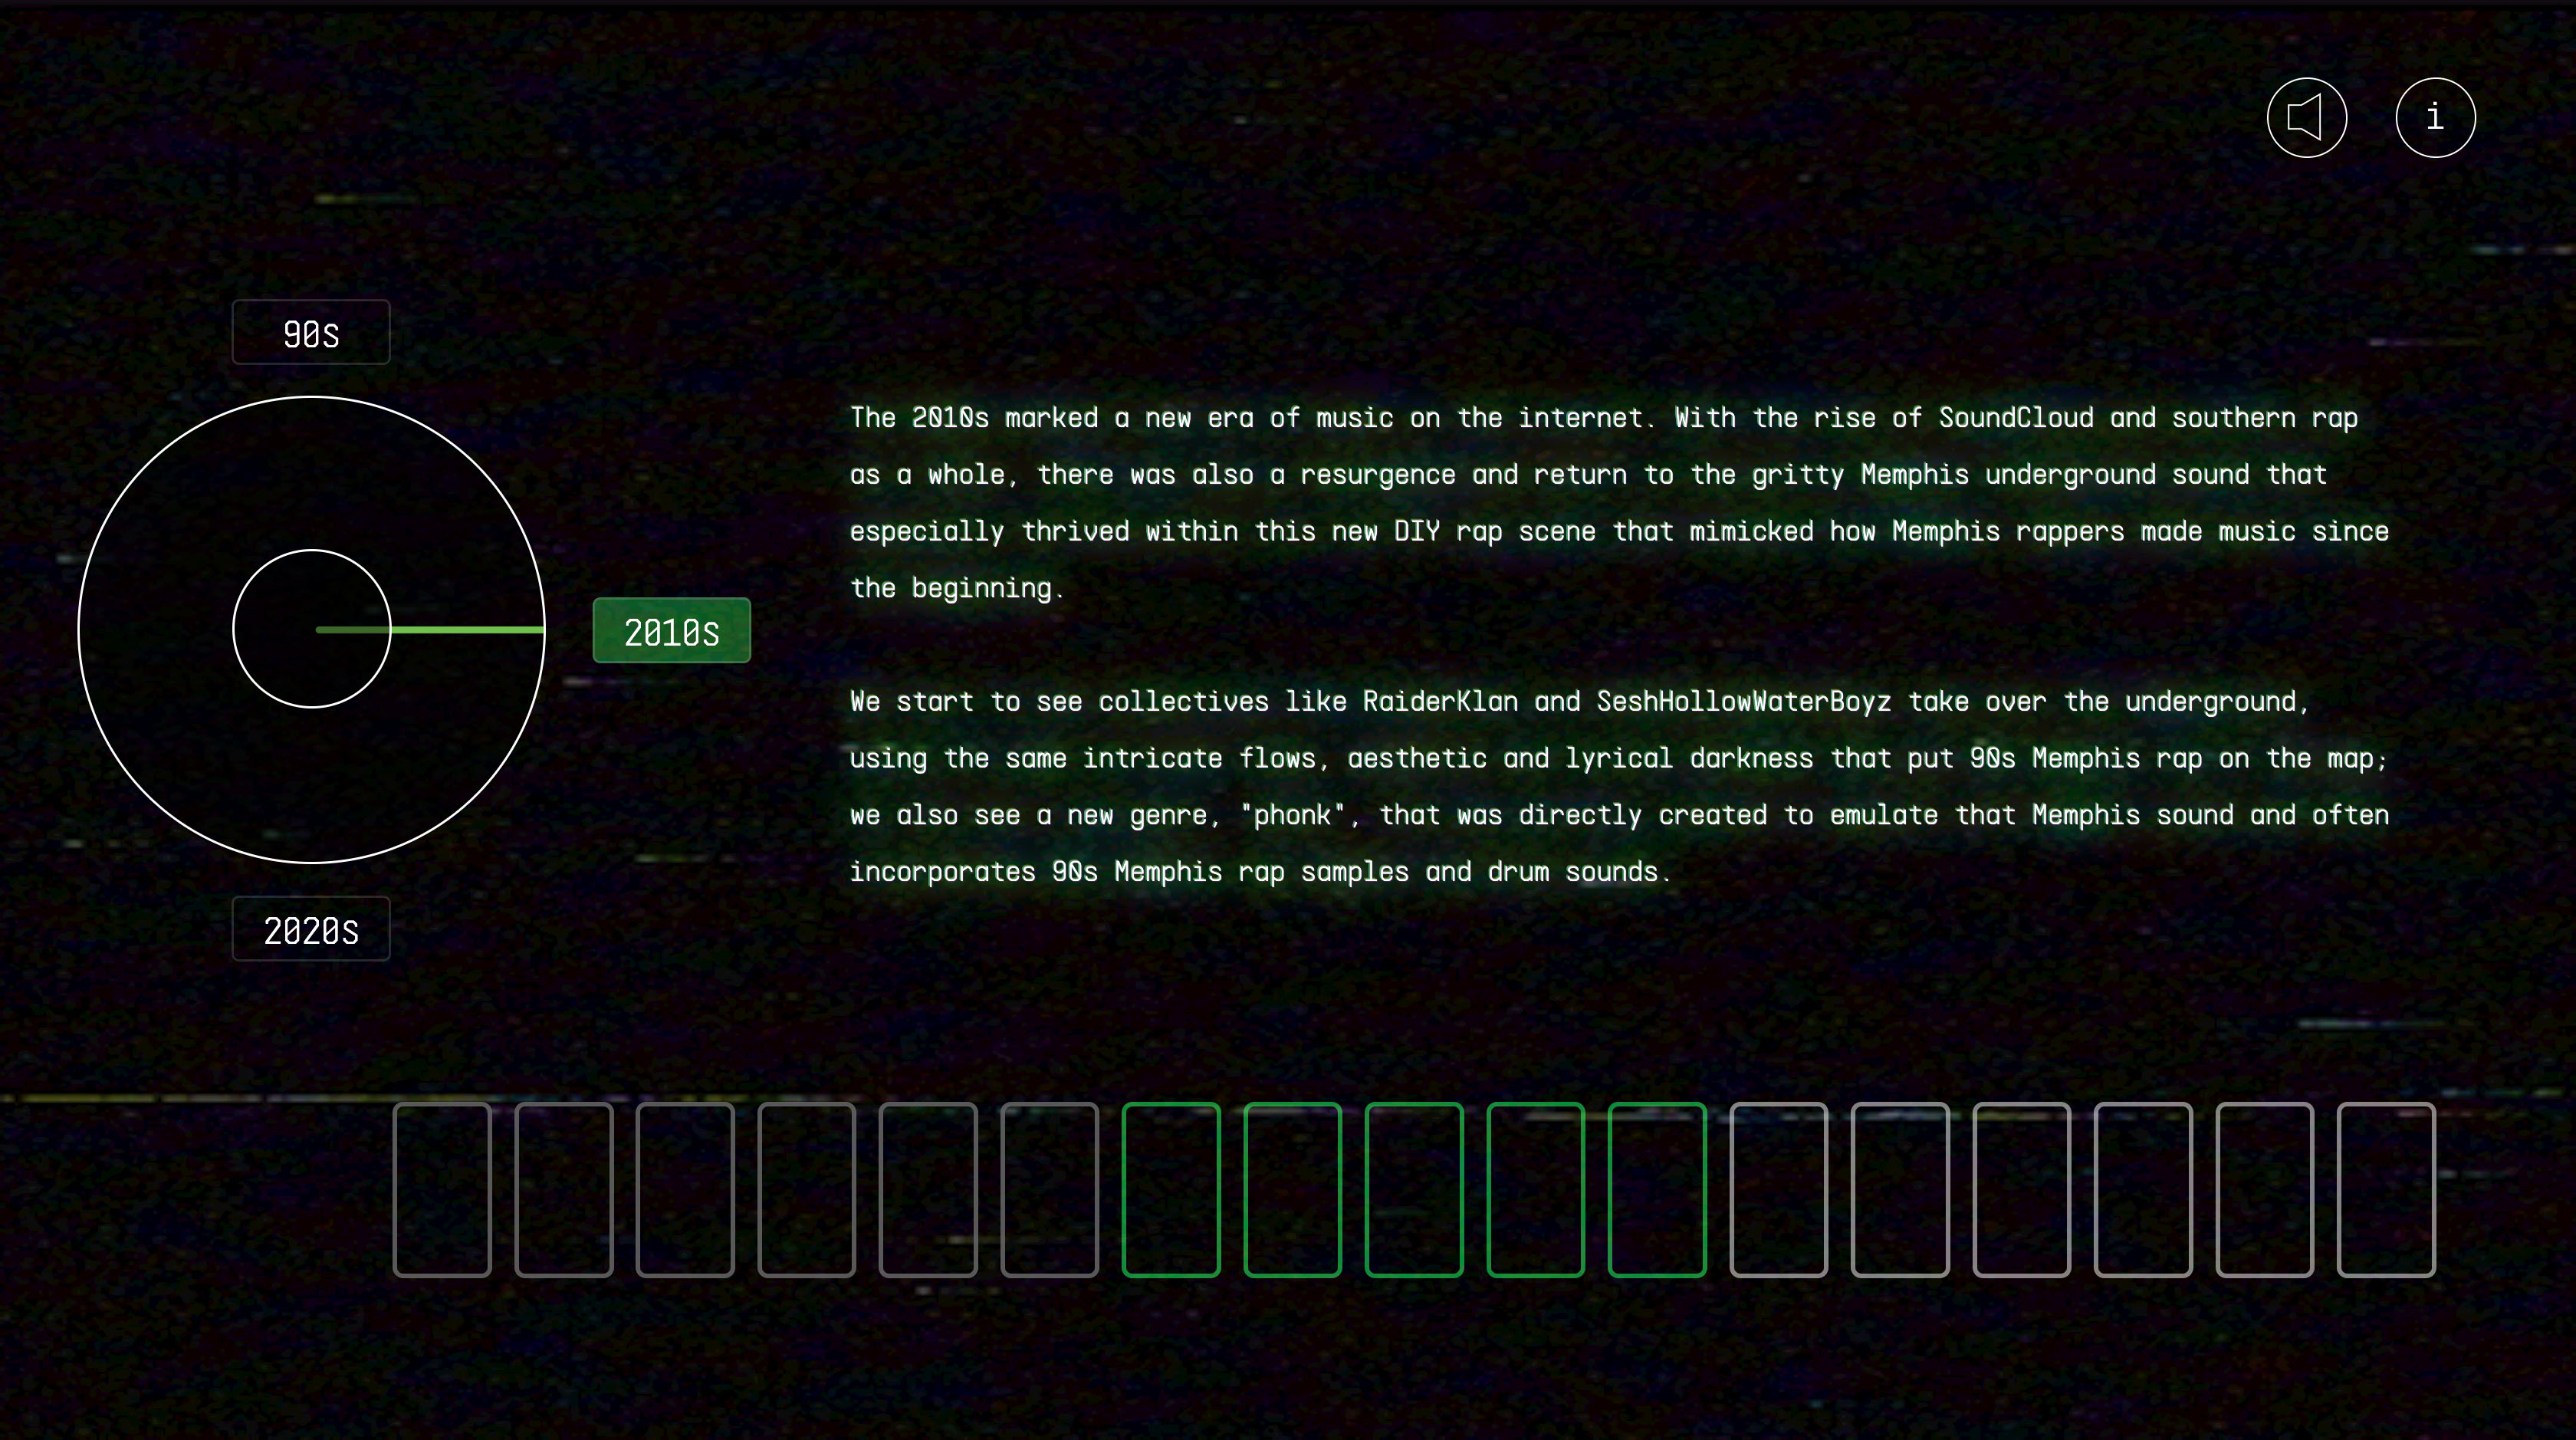 i
90s
The 2010s marked a new era of music on the internet. With the rise of SoundCloud and southern rap
as a whole, there was also a resurgence and return to the gritty Memphis underground sound that
especially thrived within this new DIY rap scene that mimicked how Memphis rappers made music since
the beginning.
2010s
We start to see collectives like RaiderKlan and SeshHollowWaterBoyz take over the underground,
using the same intricate flows, aesthetic and lyrical darkness that put 90s Memphis rap on the map;
we also see a new genre, "phonk", that was directly created to emulate that Memphis sound and often
incorporates 90s Memphis rap samples and drum sounds.
2020s